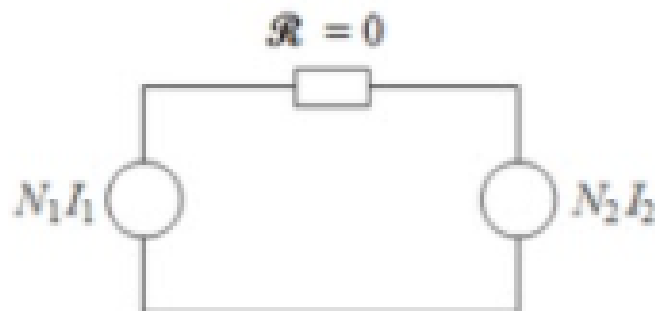 ℛ = 0
N₁I₁
N₂I₂